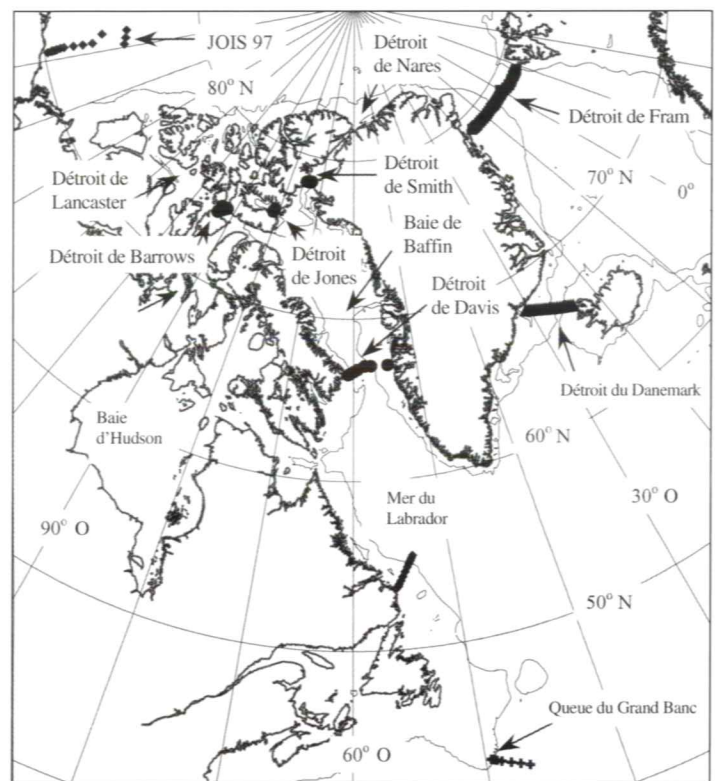 JOIS 97
80° N
Détroit
de Nares
Détroit de Fram
Détroit de
Lancaster
Détroit
de Smith
70° N
0°
Baie de
Baffin
Détroit de Barrows
Détroit
de Jones
Détroit
de Davis
Détroit du Danemark
Baie
d’Hudson
60° N
Mer du
Labrador
30° O
90° O
50° N
Queue du Grand Banc
60° O